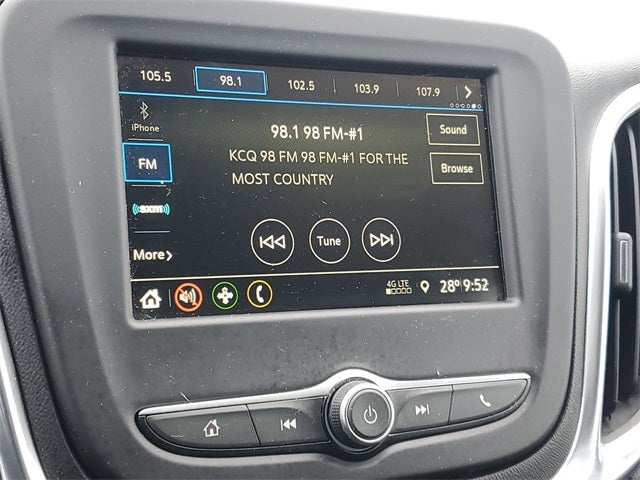 105.5 98.1 102.5 103.9 107.9
iPhone
98.1 98 FM-#1
Sound
FM
KCQ 98 FM 98 FM-#1 FOR THE
MOST COUNTRY
Browse
((sxm))
Tune
More
4G LTE
28° 9:52